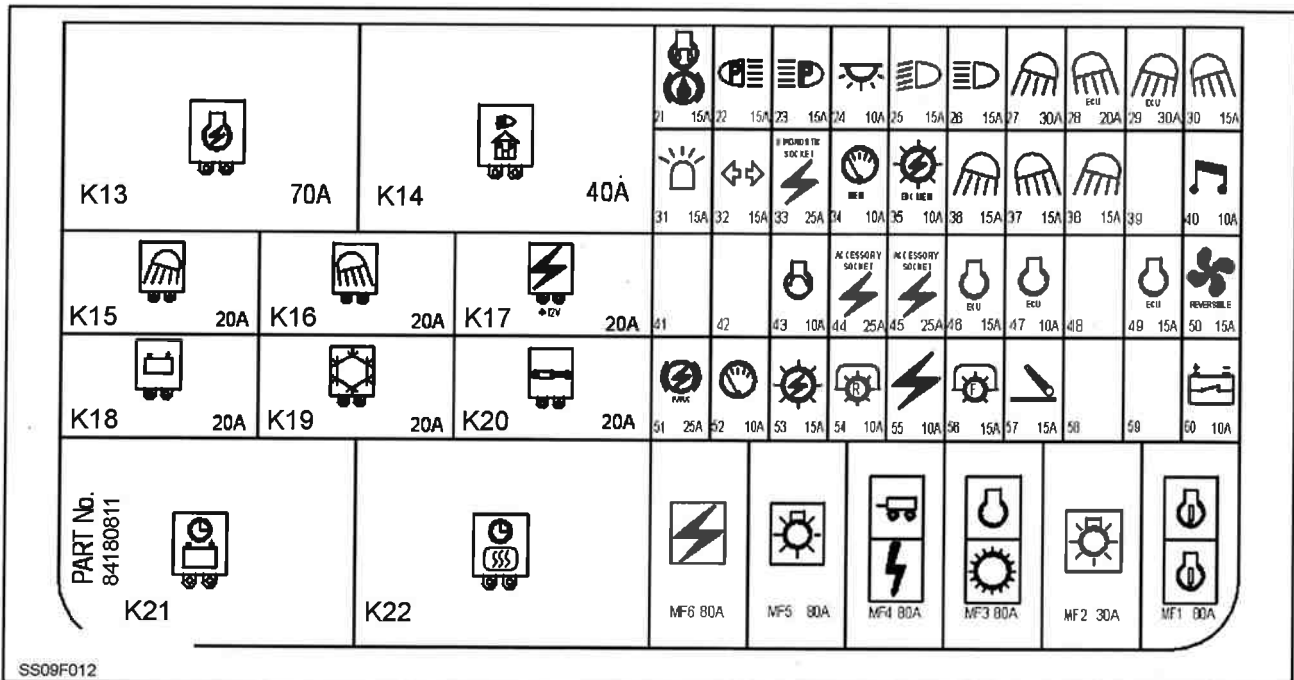 K13 70A
K14 40A
21 15A
P
22 15A
P
23 15A
24 10A
25 15A
26 15A
27 30A
ECU
28 20A
ECU
29 30A
30 15A
31 15A
32 15A
DIAGNOSTIC
SOCKET
33 25A
MEM
34 10A
EDC MEM
35 10A
36 15A
37 15A
38 15A
39
40 10A
K15 20A
K16 20A
+12V
K17 20A
41
42
43 10A
ACCESSORY
SOCKET
44 25A
ACCESSORY
SOCKET
45 25A
ECU
46 15A
ECU
47 10A
48
ECU
49 15A
REVERSIBLE
50 15A
K18 20A
K19 20A
K20 20A
PARK
51 25A
52 10A
53 15A
R
54 10A
55 10A
F
56 15A
57 15A
58
59
+ -
60 10A
PART No.
84180811
K21
K22
MF6 80A
MF5 80A
MF4 80A
MF3 80A
MF2 30A
MF1 80A
SS09F012